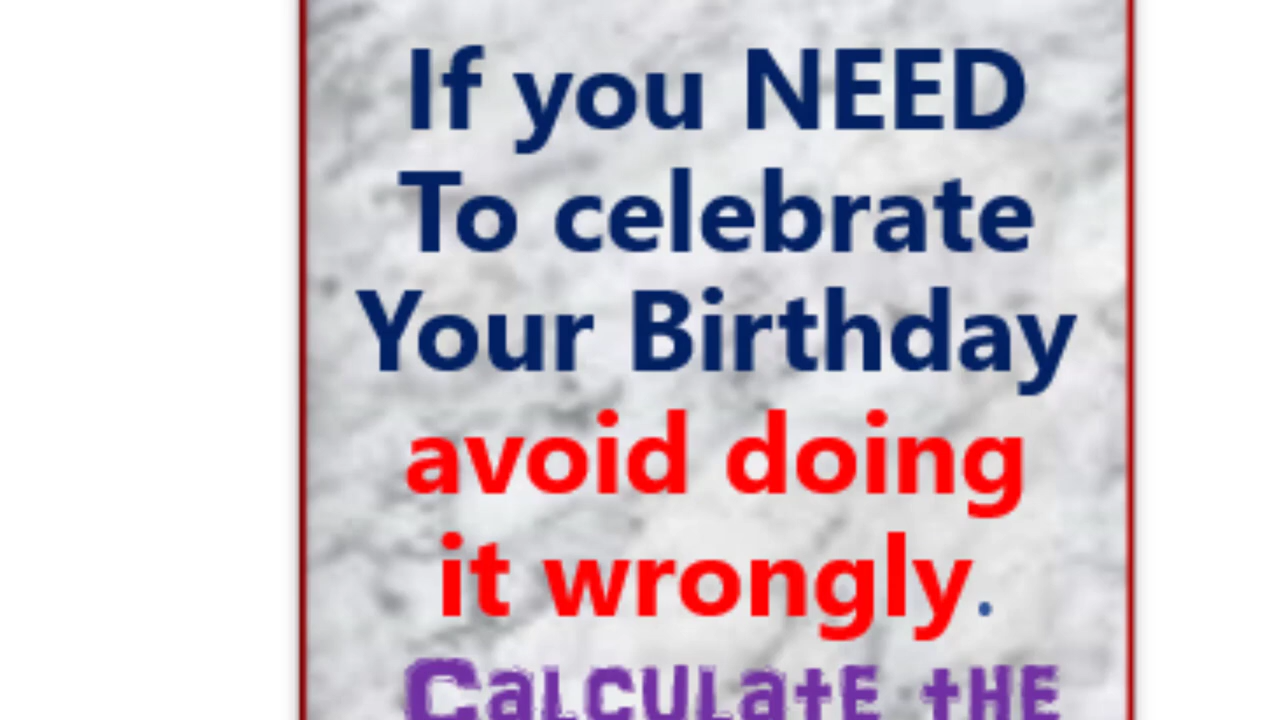 If you NEED
To celebrate
Your Birthday
avoid doing
it wrongly.
Calculate the